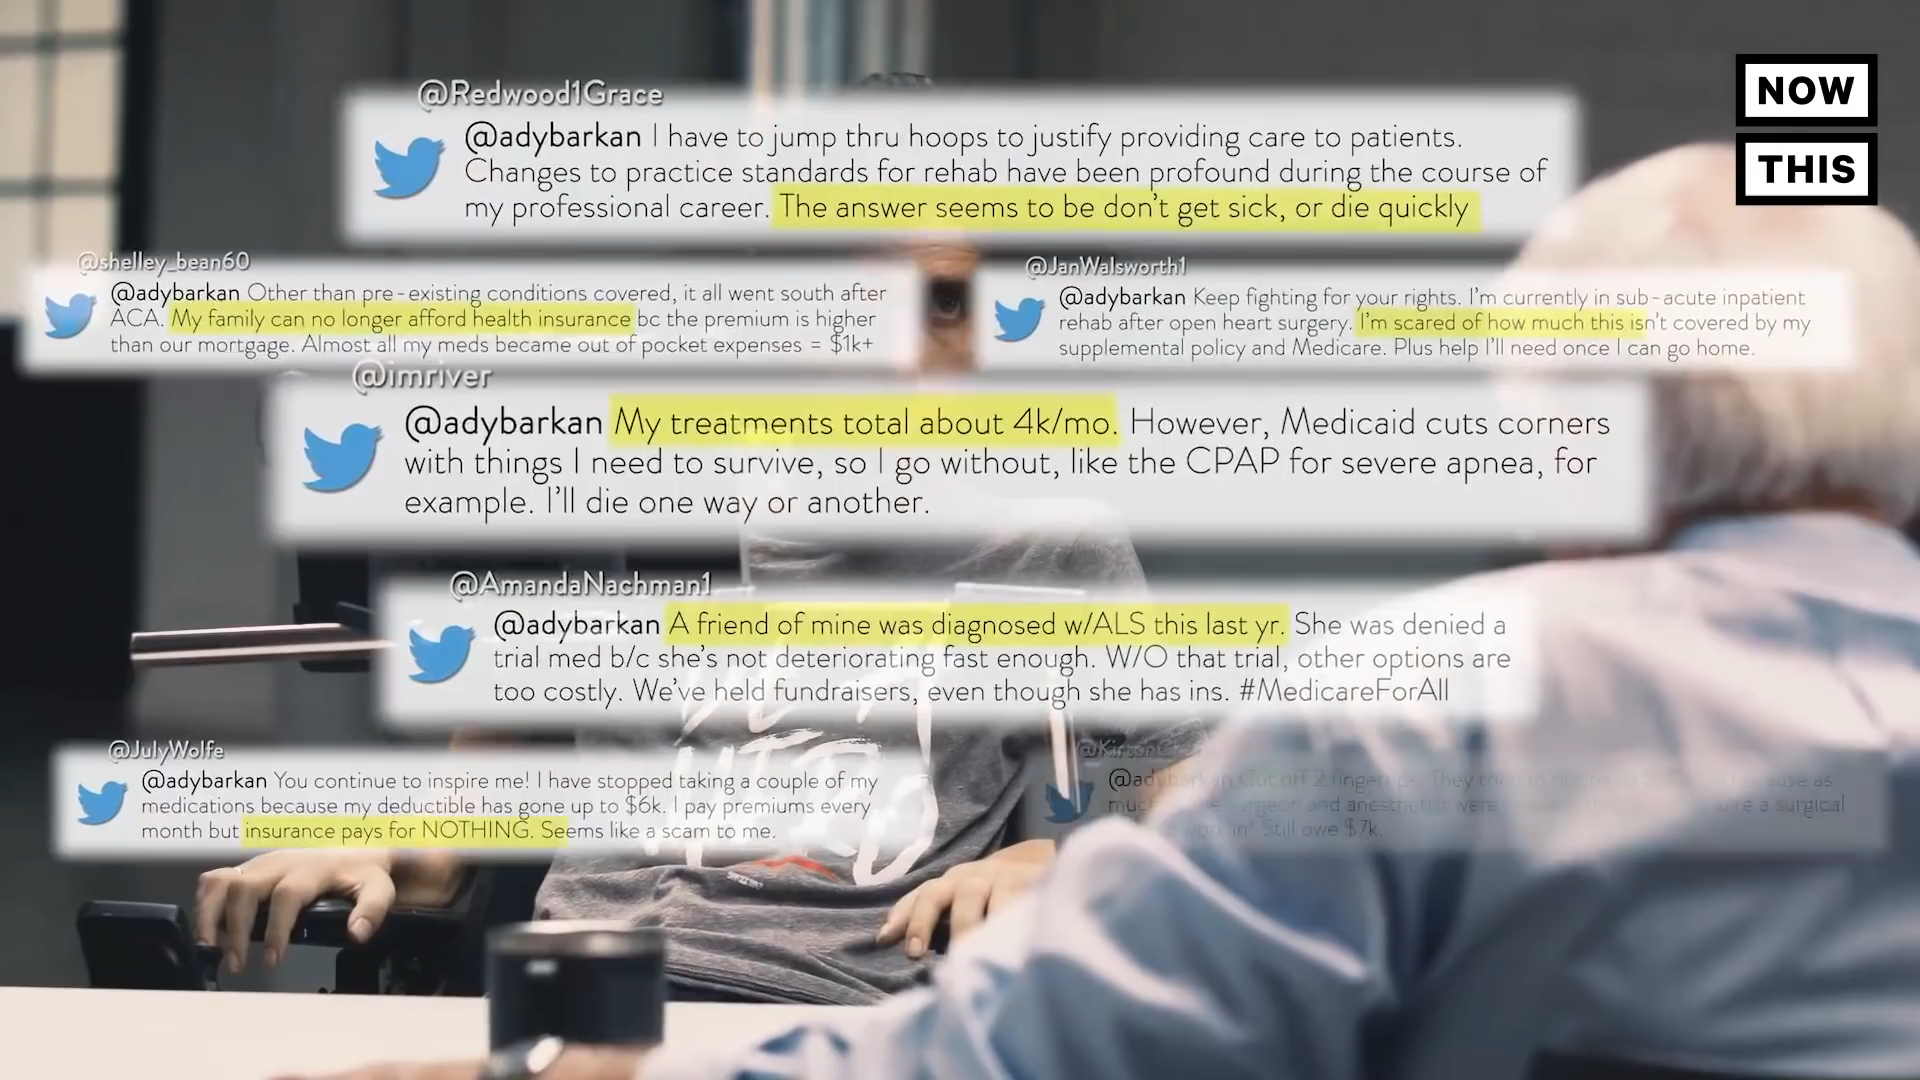 NOW
THIS
@Redwood1Grace
@adybarkan I have to jump thru hoops to justify providing care to patients.
Changes to practice standards for rehab have been profound during the course of
my professional career. The answer seems to be don't get sick, or die quickly
@shelley_bean60
@adybarkan Other than pre-existing conditions covered, it all went south after
ACA. My family can no longer afford health insurance bc the premium is higher
than our mortgage. Almost all my meds became out of pocket expenses = $1k+
@JanWalsworth1
@adybarkan Keep fighting for your rights. I'm currently in sub-acute inpatient
rehab after open heart surgery. I'm scared of how much this isn't covered by my
supplemental policy and Medicare. Plus help I'll need once I can go home.
@imriver
@adybarkan My treatments total about 4k/mo. However, Medicaid cuts corners
with things I need to survive, so I go without, like the CPAP for severe apnea, for
example. I'll die one way or another.
@AmandaNachman1
@adybarkan A friend of mine was diagnosed w/ALS this last yr. She was denied a
trial med b/c she's not deteriorating fast enough. W/O that trial, other options are
too costly. We've held fundraisers, even though she has ins. #MedicareForAll
@JulyWolfe
@adybarkan You continue to inspire me! I have stopped taking a couple of my
medications because my deductible has gone up to $6k. I pay premiums every
month but insurance pays for NOTHING. Seems like a scam to me.
@adybarkan Cut off 2 They as
and anesthetist were a surgical
Still owe $7k.